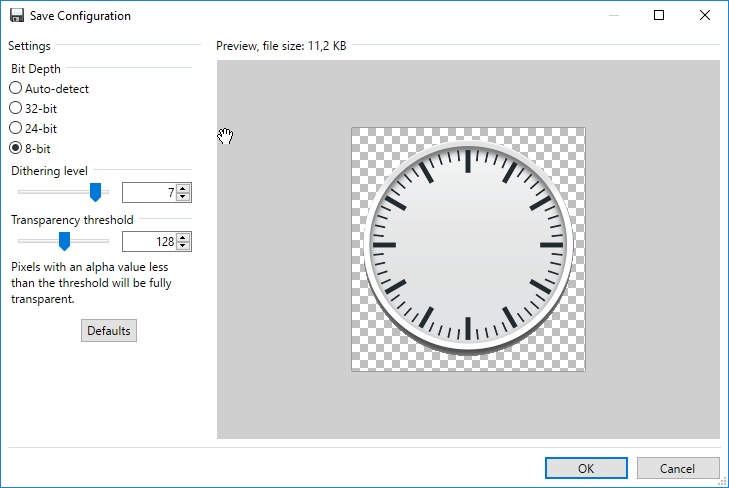 Save Configuration
Settings
Bit Depth
Auto-detect
32-bit
24-bit
8-bit
Dithering level
7
Transparency threshold
128
Pixels with an alpha value less
than the threshold will be fully
transparent.
Defaults
Preview, file size: 11,2 KB
OK
Cancel